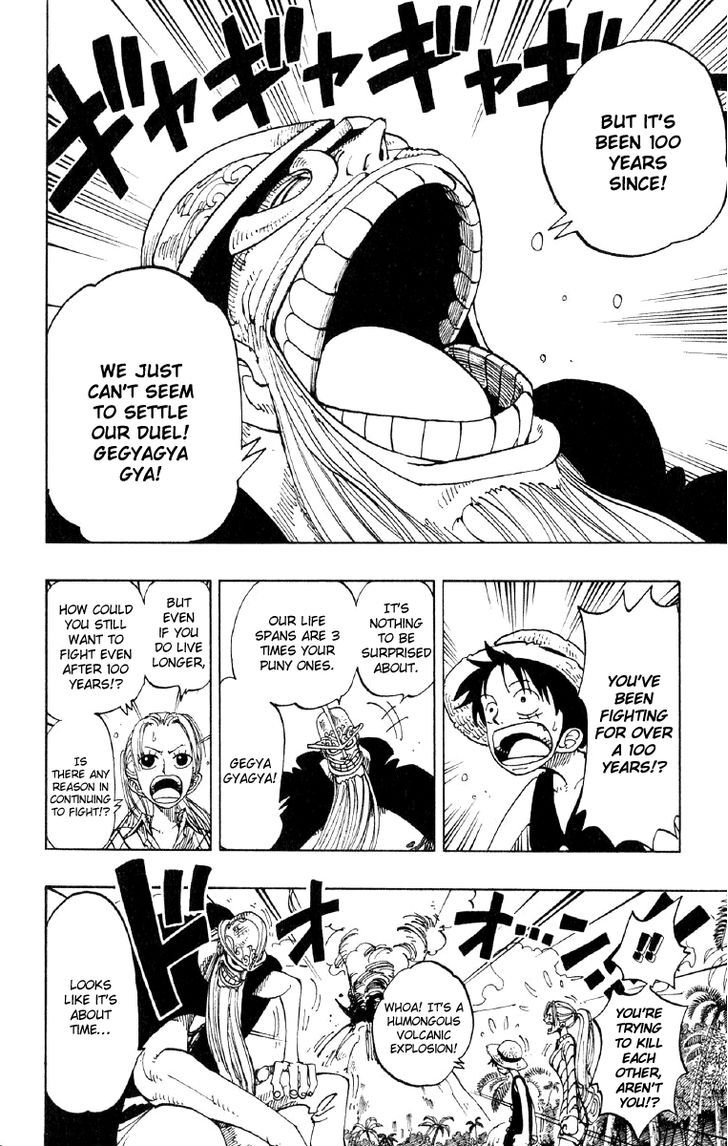 ギャギャギャギャ
BUT IT'S
BEEN 100
YEARS
SINCE!
WE JUST
CAN'T SEEM
TO SETTLE
OUR DUEL!
GEGYAGYA
GYA!
YOU'VE
BEEN
FIGHTING
FOR OVER
A 100
YEARS!?
IT'S
NOTHING
TO BE
SURPRISED
ABOUT.
OUR LIFE
SPANS ARE 3
TIMES YOUR
PUNY ONES.
GEGYA
GYAGYA!
BUT
EVEN
IF YOU
DO LIVE
LONGER,
HOW COULD
YOU STILL
WANT TO
FIGHT EVEN
AFTER 100
YEARS!?
IS
THERE ANY
REASON IN
CONTINUING
TO FIGHT!?
!!
YOU'RE
TRYING
TO KILL
EACH
OTHER,
AREN'T
YOU!?
ドオオン!!
WHOA! IT'S A
HUMONGOUS
VOLCANIC
EXPLOSION!
LOOKS
LIKE IT'S
ABOUT
TIME...